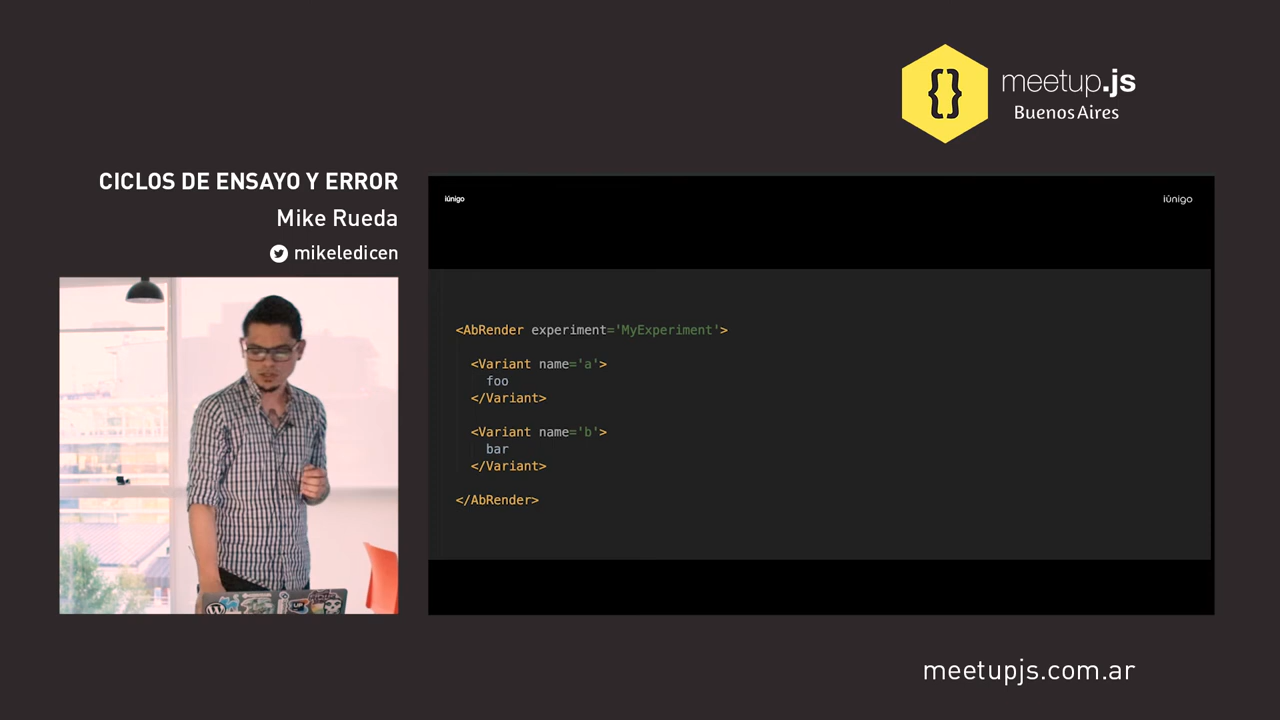 {}
meetup.js
Buenos Aires
CICLOS DE ENSAYO Y ERROR
Mike Rueda
mikeledicen
iúnigo
iúnigo
<AbRender experiment='MyExperiment'>
<Variant name='a'>
foo
</Variant>
<Variant name='b'>
bar
</Variant>
</AbRender>
UP
meetupjs.com.ar